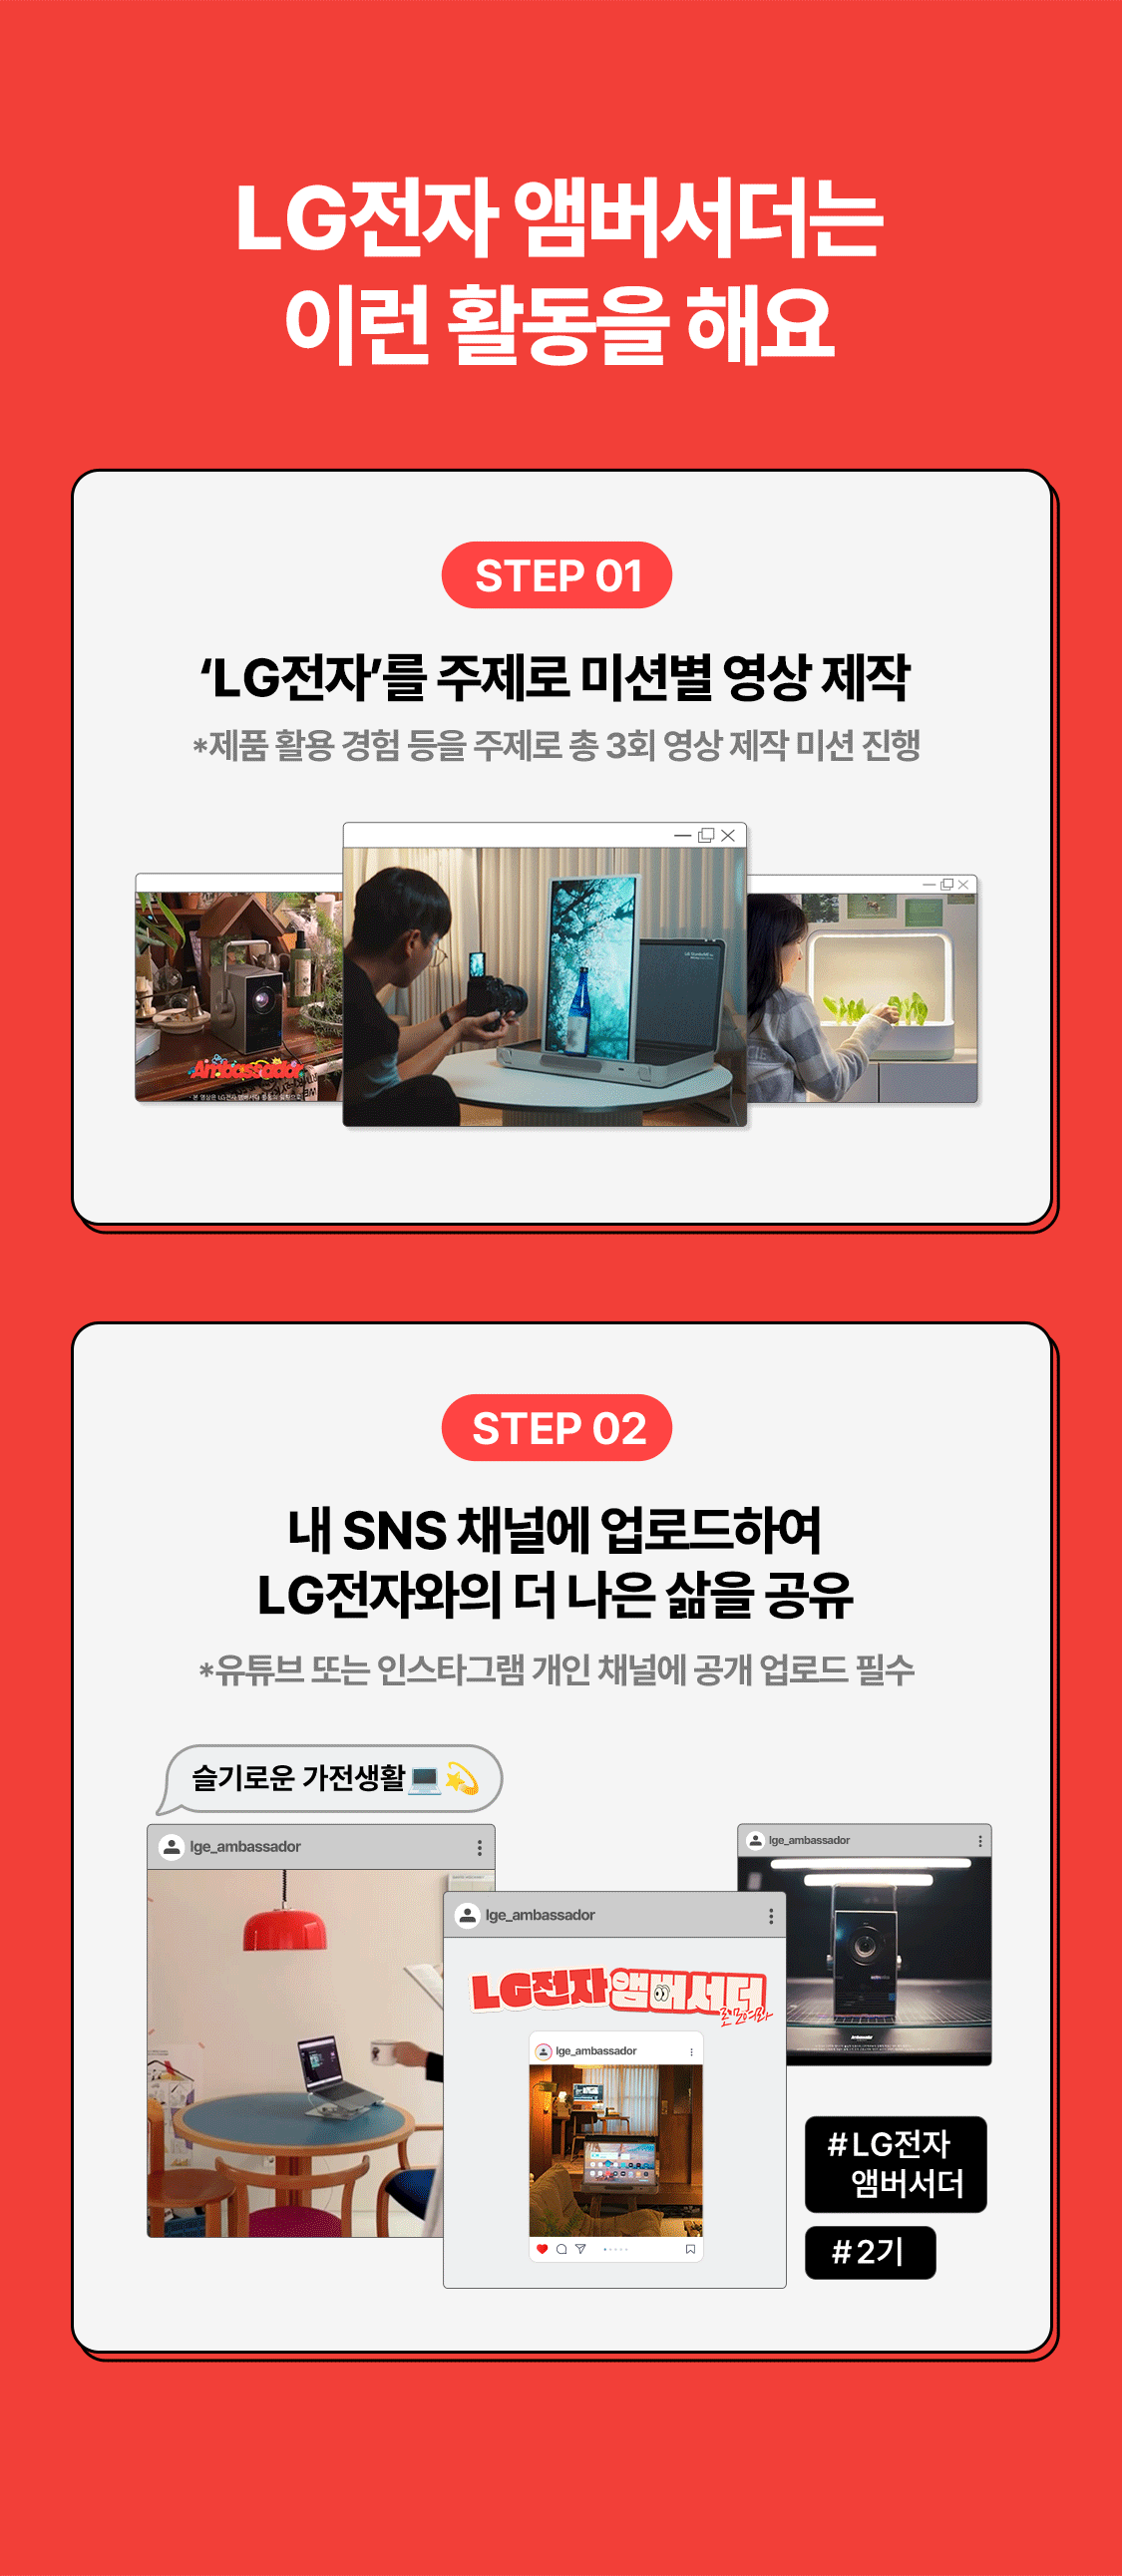 LG전자 앰버서더는
이런 활동을 해요
STEP 01
‘LG전자’를 주제로 미션별 영상 제작
*제품 활용 경험 등을 주제로 총 3회 영상 제작 미션 진행
Ambassador
STEP 02
내 SNS 채널에 업로드하여
LG전자와의 더 나은 삶을 공유
*유튜브 또는 인스타그램 개인 채널에 공개 업로드 필수
슬기로운 가전생활💻💫
lge_ambassador
lge_ambassador
lge_ambassador
LG전자 앰버서더
로 모여라
lge_ambassador
#LG전자
앰버서더
#2기